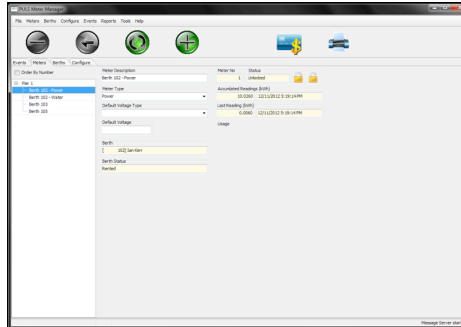 PULS Meter Manager
File Meters Berths Configure Events Reports Tools Help
Events Meters Berths Configure
Order By Number
Pier 1
Berth 102 - Power
Berth 102 - Water
Berth 103
Berth 105
Meter Description
Berth 102 - Power
Meter Type
Power
Default Voltage Type
Default Voltage
Berth
[ 102] Ian Kerr
Berth Status
Rented
Meter No Status
1 Unlocked
Accumulated Readings (kWh)
10.0260 12/11/2012 5:19:14 PM
Last Reading (kWh)
0.0060 12/11/2012 5:19:14 PM
Usage
Message Server start